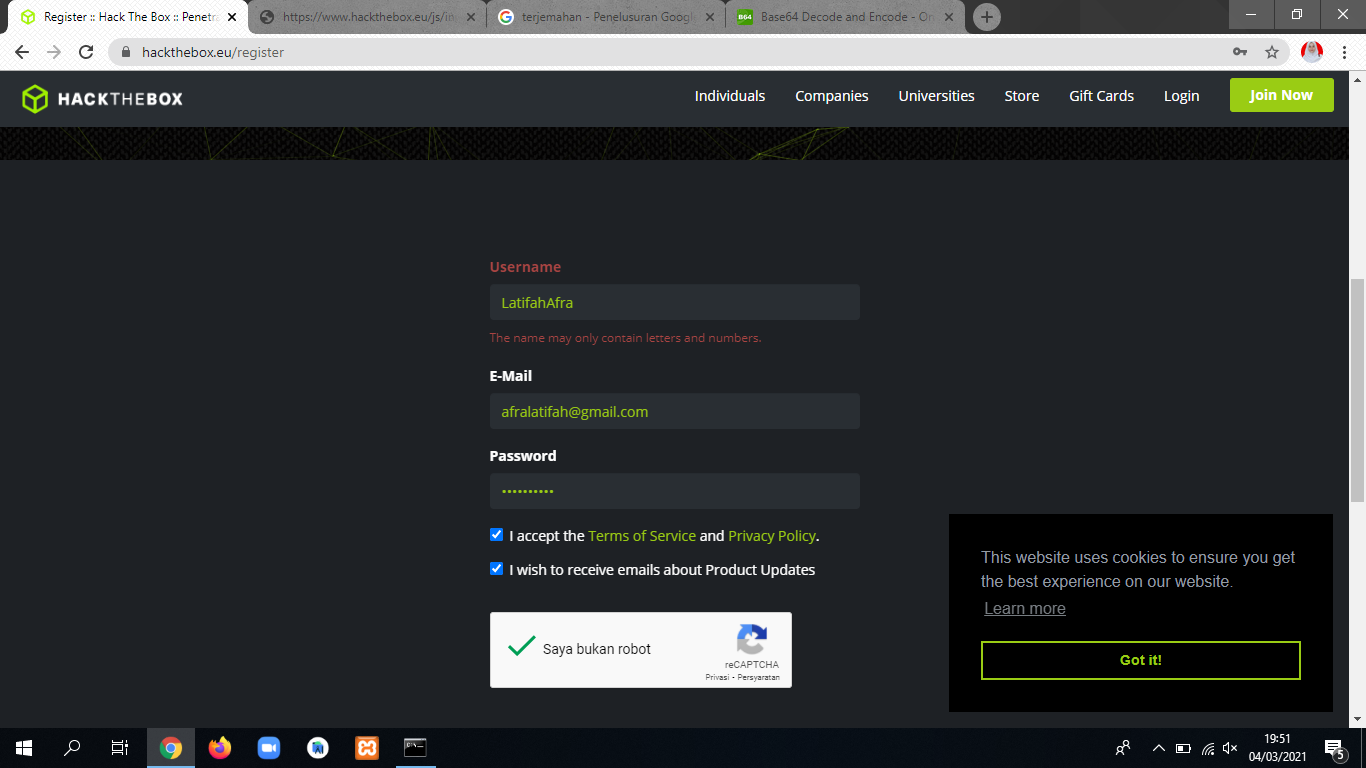 Register :: Hack The Box :: Penetr
https://www.hackthebox.eu/js/in
terjemahan - Penelusuran Google
B64
Base64 Decode and Encode - On
hackthebox.eu/register
HACKTHEBOX
Individuals
Companies
Universities
Store
Gift Cards
Login
Join Now
Username
LatifahAfra
The name may only contain letters and numbers.
E-Mail
afralatifah@gmail.com
Password
I accept the Terms of Service and Privacy Policy.
I wish to receive emails about Product Updates
Saya bukan robot
reCAPTCHA
Privasi - Persyaratan
This website uses cookies to ensure you get
the best experience on our website.
Learn more
Got it!
19:51
04/03/2021
5